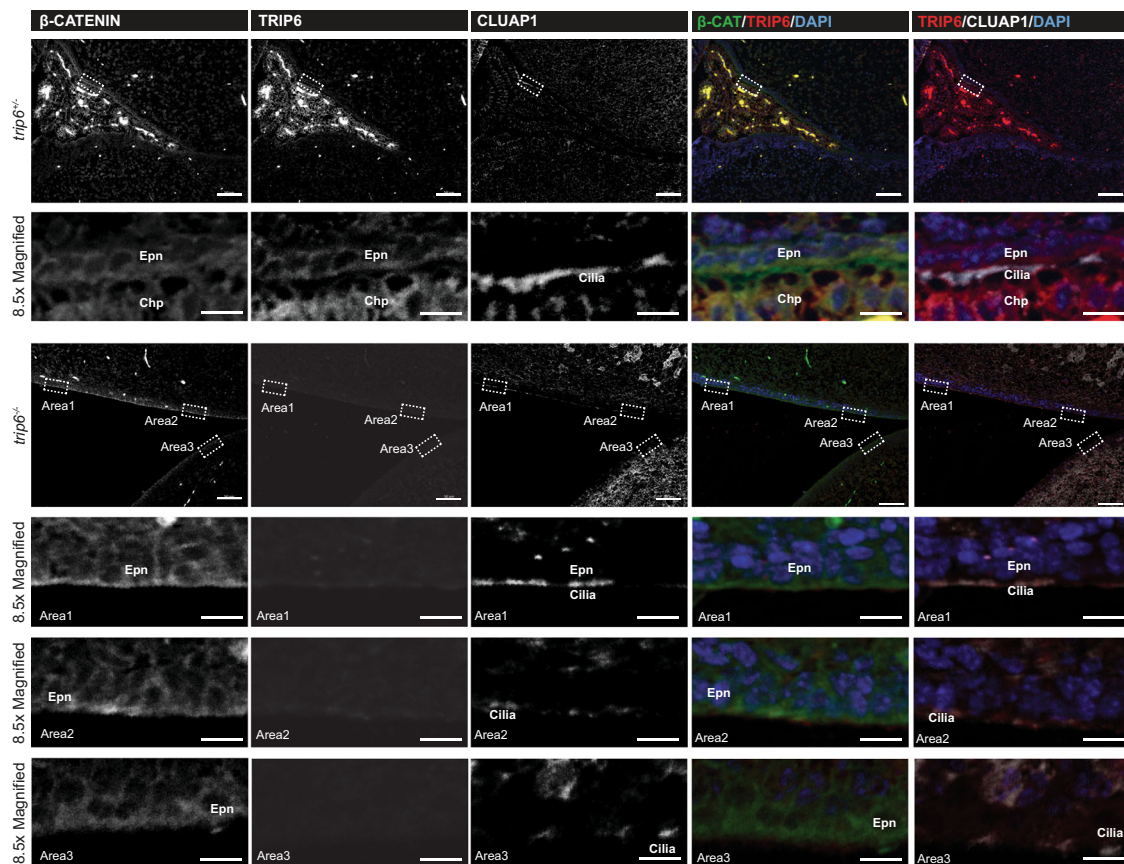 β-CATENIN TRIP6 CLUAP1 β-CAT/TRIP6/DAPI TRIP6/CLUAP1/DAPI
trip6+/-
8.5x Magnified
Epn Epn Epn
Cilia Cilia
Chp Chp Chp Chp
trip6-/-
Area1 Area1 Area1 Area1 Area1
Area2 Area2 Area2 Area2 Area2
Area3 Area3 Area3 Area3 Area3
8.5x Magnified
Epn Epn Epn Epn
Cilia Cilia
Area1 Area1 Area1 Area1 Area1
8.5x Magnified
Epn Epn
Cilia Cilia
Area2 Area2 Area2 Area2 Area2
8.5x Magnified
Epn Epn
Cilia Cilia
Area3 Area3 Area3 Area3 Area3